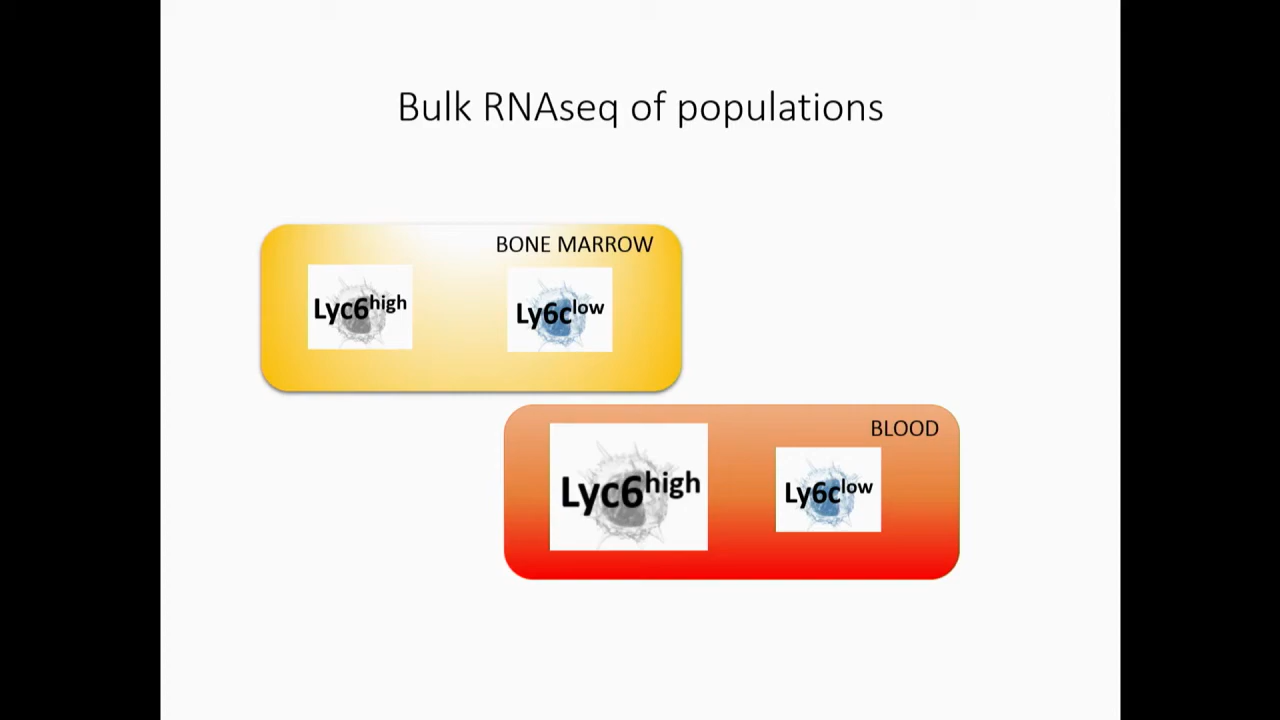 Bulk RNAseq of populations
BONE MARROW
Lyc6high
Ly6clow
BLOOD
Lyc6high
Ly6clow